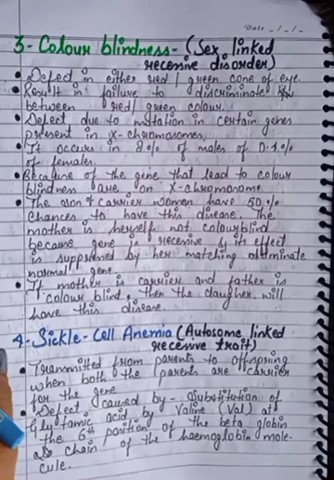 Date _/_/_
3- Colour blindness- (Sex linked
recessive disorder)
• Defect in either red / green cone of eye.
• Result in failure to discriminate
between red/ green colour.
• Defect due to mutation in certain genes
present in X-chromosomes,
• It occurs in 8% of males of 0.4%
of females.
• Because of the gene that lead to colour
blindness are on X-chromosome
• The son of carrier women have 50%
Chances to have this disease. The
mother is herself not colourblind
because gene is recessive & its effect
is suppressed by her matching
normal gene.
• If mother is carrier and father is
colour blind, then the daugher will
have this disease.
4- Sickle-Cell Anemia (Autosome linked
recessive trait)
• Transmitted from parents to offspring
when both the parents are carrier
for the gene
• Defect caused by - substitution of
Glutamic acid by Valine (Val) at
the 6th position of the beta globin
chain of the haemoglobin mole-
cule.